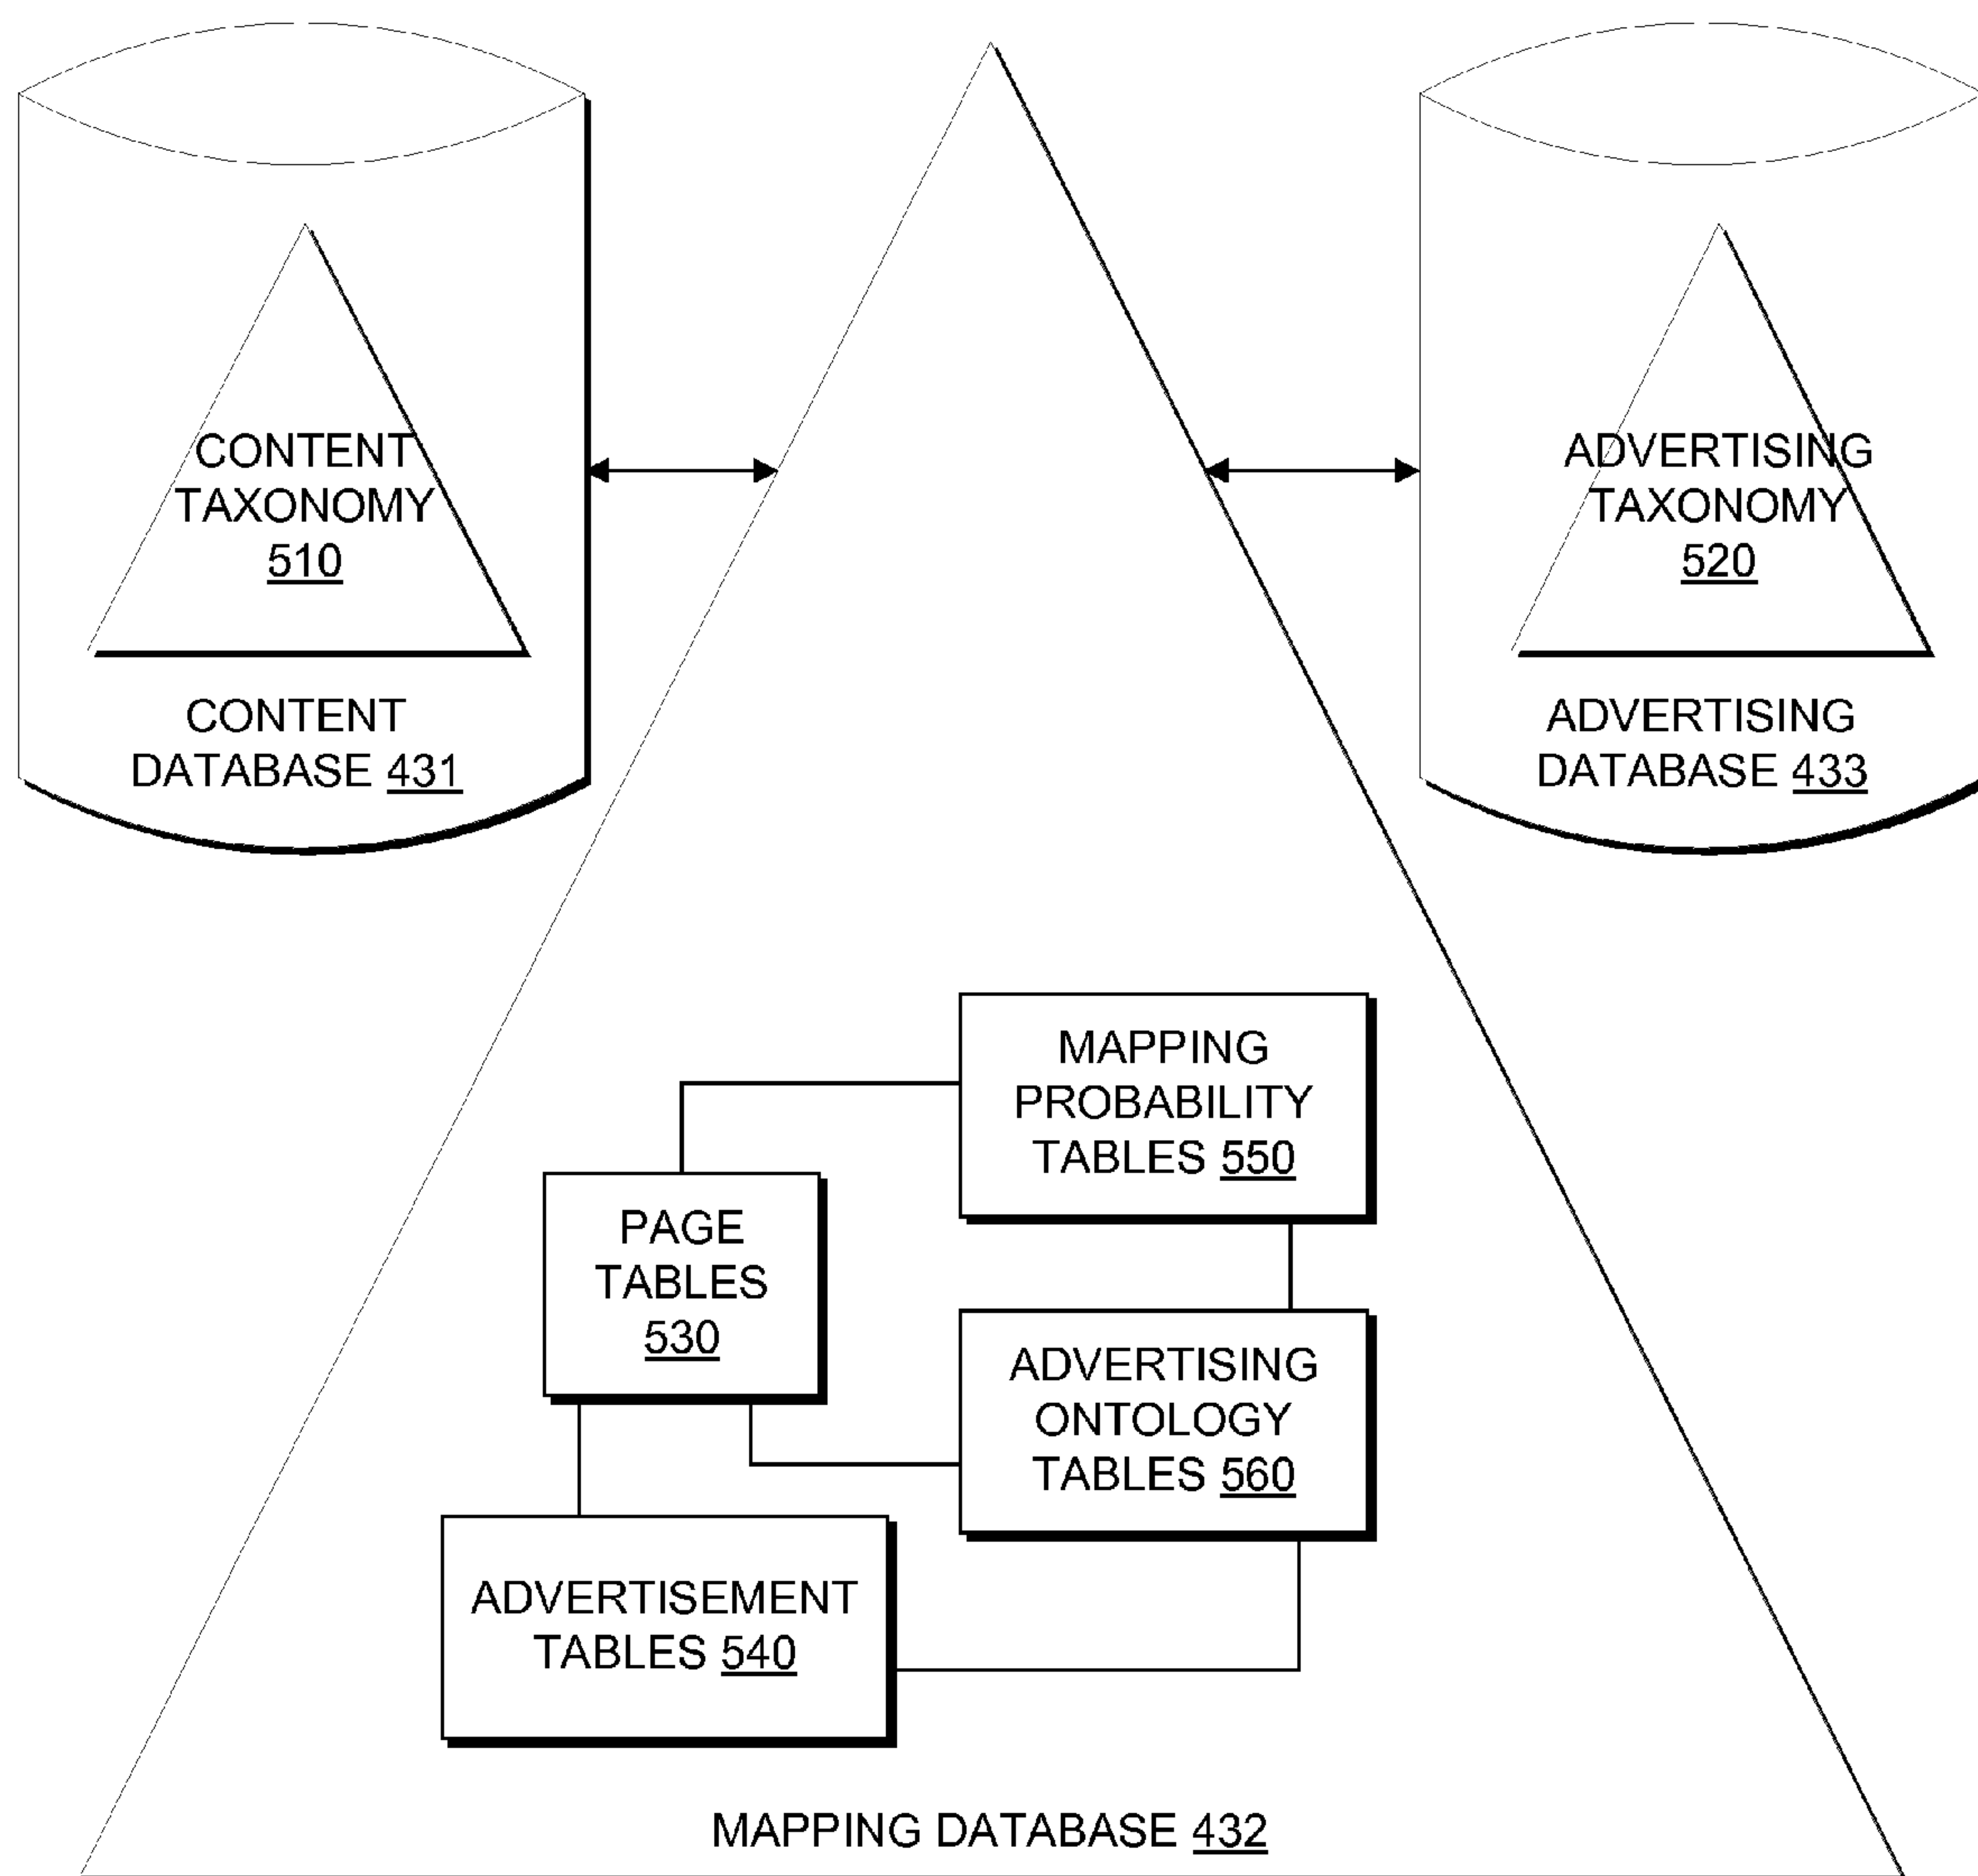 CONTENT
TAXONOMY
510
CONTENT
DATABASE 431
ADVERTISING
TAXONOMY
520
ADVERTISING
DATABASE 433
MAPPING
PROBABILITY
TABLES 550
PAGE
TABLES
530
ADVERTISING
ONTOLOGY
TABLES 560
ADVERTISEMENT
TABLES 540
MAPPING DATABASE 432